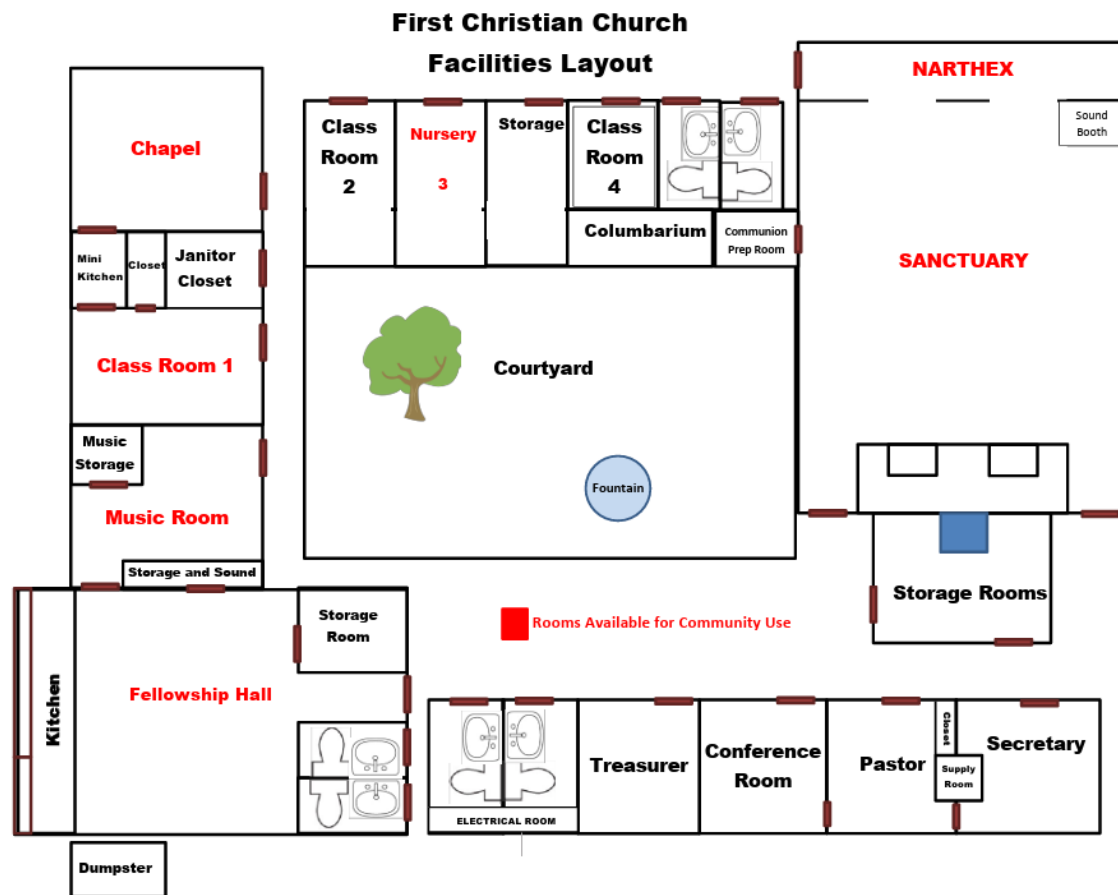 First Christian Church
Facilities Layout
NARTHEX
Sound
Booth
Chapel
Class
Room
2
Nursery
3
Storage
Class
Room
4
Columbarium
Communion
Prep Room
SANCTUARY
Mini
Kitchen
Closet
Janitor
Closet
Class Room 1
Courtyard
Music
Storage
Music Room
Fountain
Storage and Sound
Storage Rooms
Storage
Room
Rooms Available for Community Use
Kitchen
Fellowship Hall
Treasurer
Conference
Room
Pastor
Closet
Supply
Room
Secretary
ELECTRICAL ROOM
Dumpster